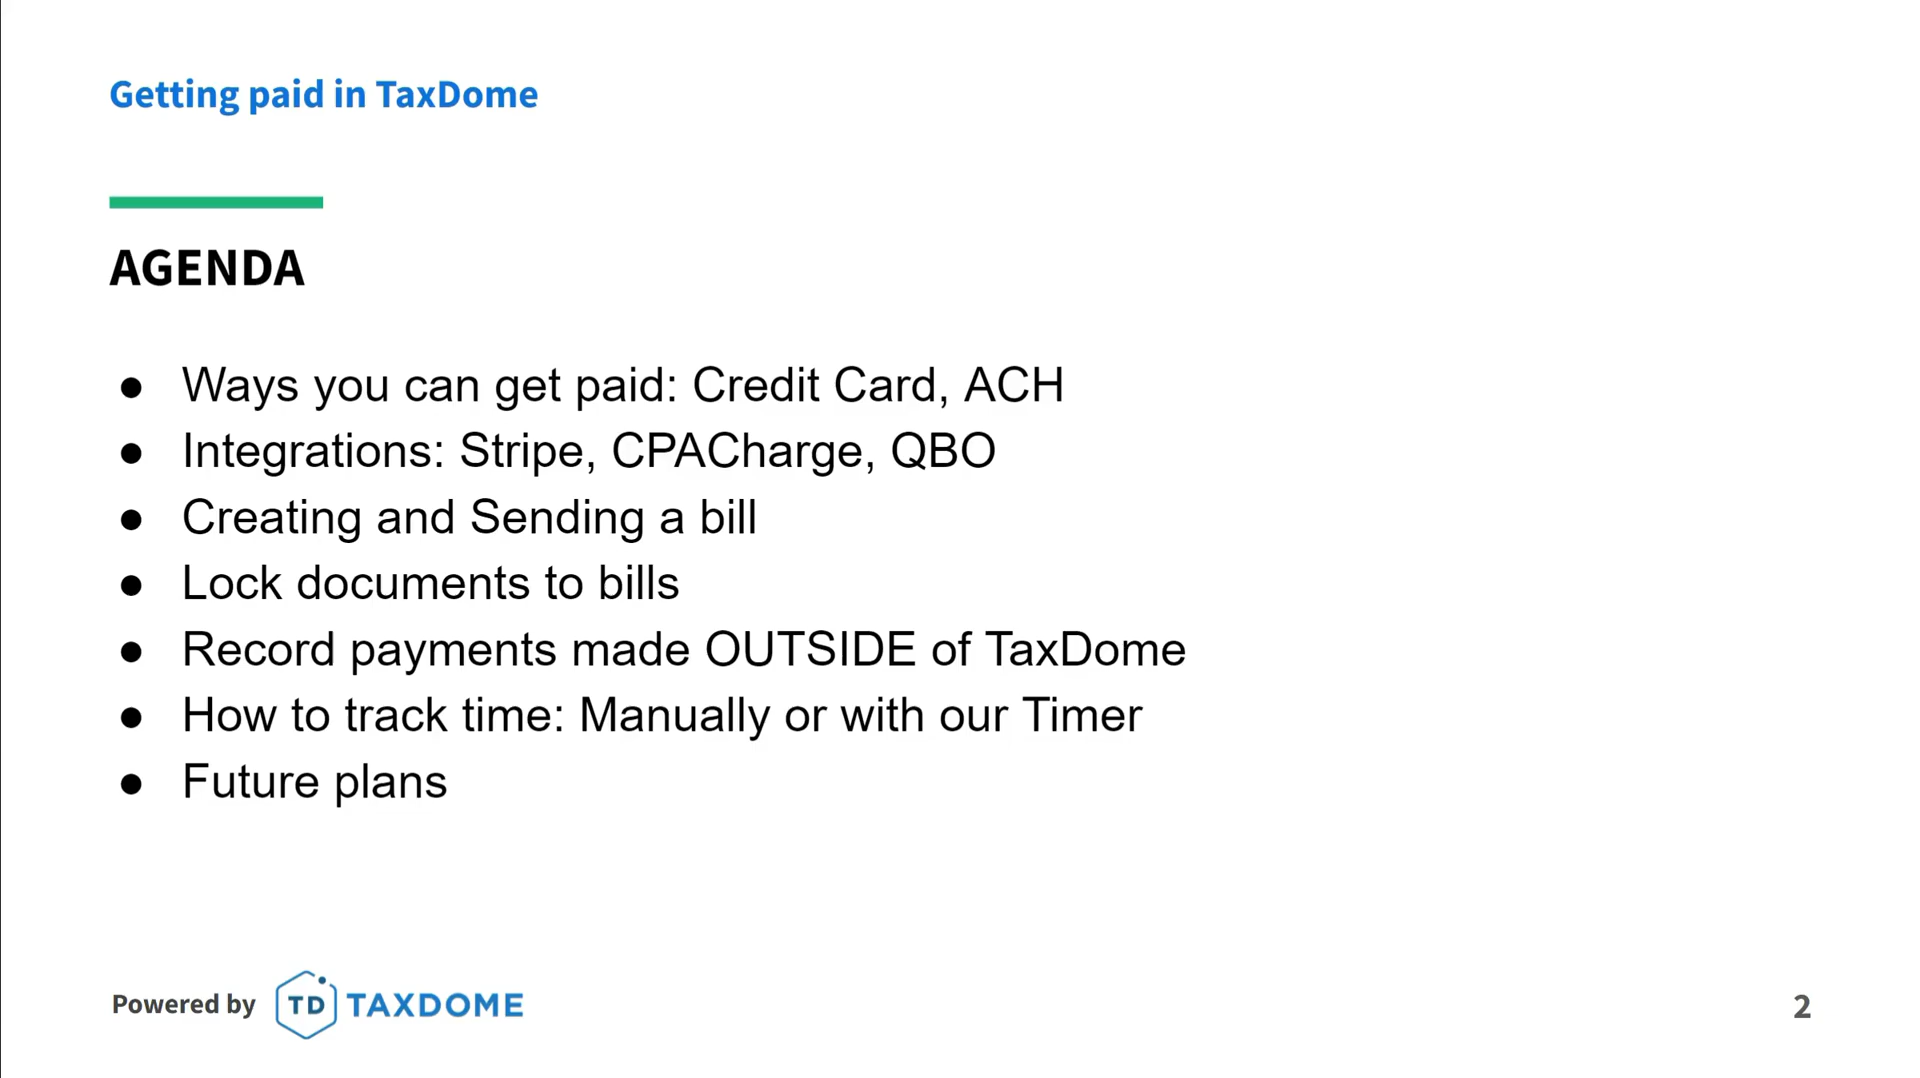 Getting paid in TaxDome
AGENDA
● Ways you can get paid: Credit Card, ACH
● Integrations: Stripe, CPACharge, QBO
● Creating and Sending a bill
● Lock documents to bills
● Record payments made OUTSIDE of TaxDome
● How to track time: Manually or with our Timer
● Future plans
Powered by TD TAXDOME
2